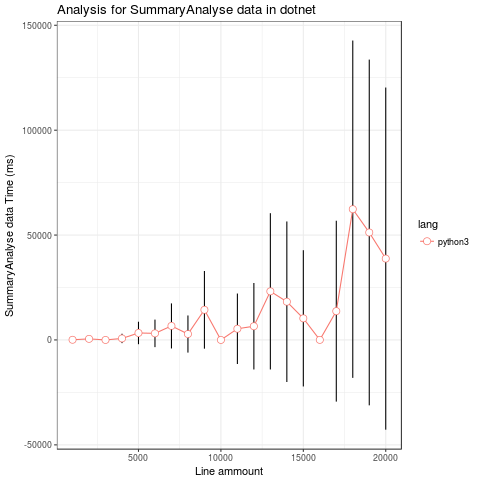 Analysis for SummaryAnalyse data in dotnet
SummaryAnalyse data Time (ms)
150000
100000
50000
0
-50000
5000 10000 15000 20000
Line ammount
lang
python3